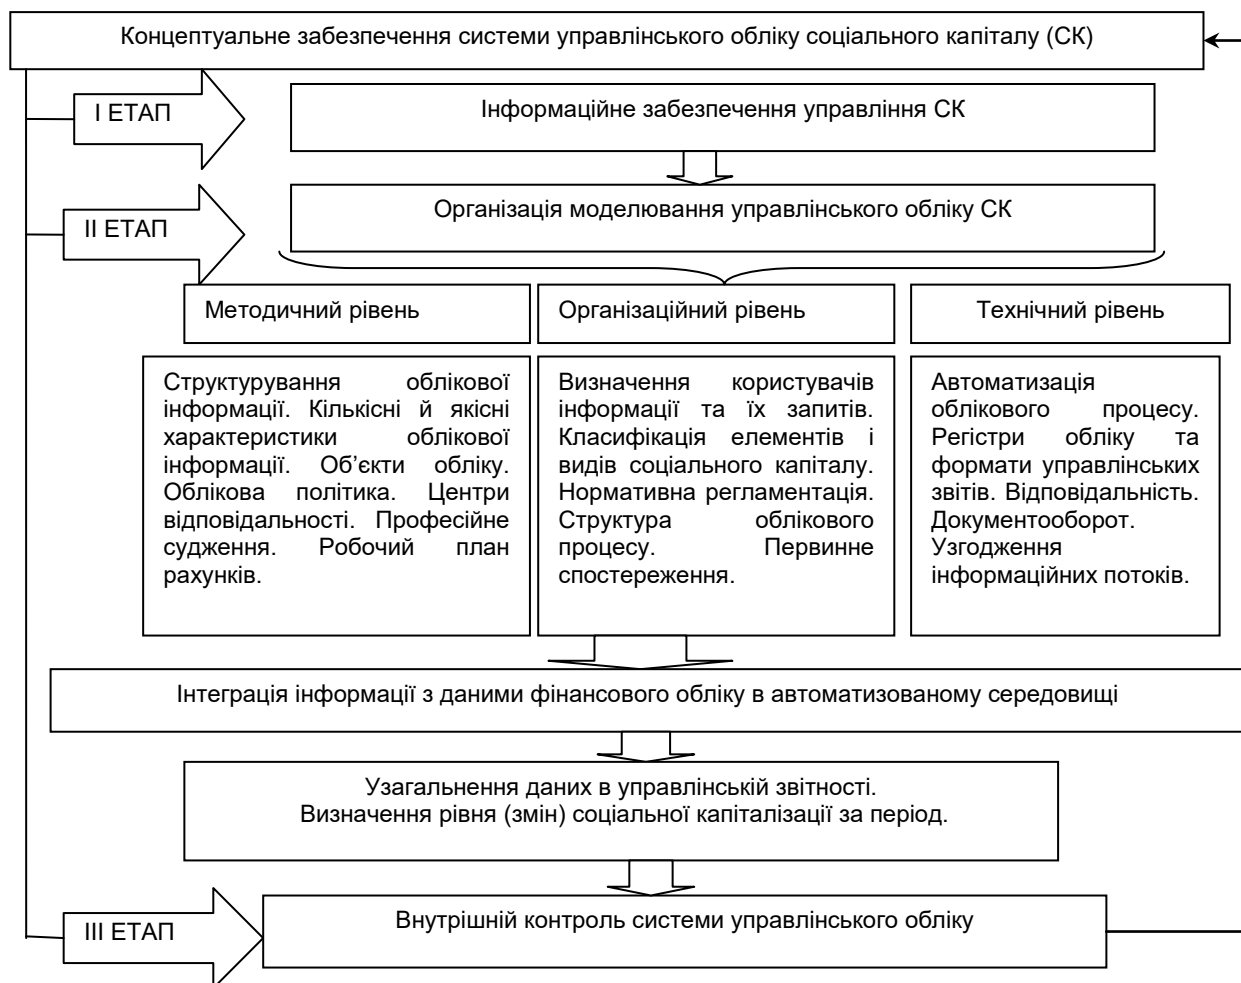 Концептуальне забезпечення системи управлінського обліку соціального капіталу (СК)
І ЕТАП
Інформаційне забезпечення управління СК
ІІ ЕТАП
Організація моделювання управлінського обліку СК
Методичний рівень
Організаційний рівень
Технічний рівень
Структурування облікової
інформації. Кількісні й якісні
характеристики облікової
інформації. Об’єкти обліку.
Облікова політика. Центри
відповідальності. Професійне
судження. Робочий план
рахунків.
Визначення користувачів
інформації та їх запитів.
Класифікація елементів і
видів соціального капіталу.
Нормативна регламентація.
Структура облікового
процесу. Первинне
спостереження.
Автоматизація
облікового процесу.
Регістри обліку та
формати управлінських
звітів. Відповідальність.
Документооборот.
Узгодження
інформаційних потоків.
Інтеграція інформації з даними фінансового обліку в автоматизованому середовищі
Узагальнення даних в управлінській звітності.
Визначення рівня (змін) соціальної капіталізації за період.
ІІІ ЕТАП
Внутрішній контроль системи управлінського обліку